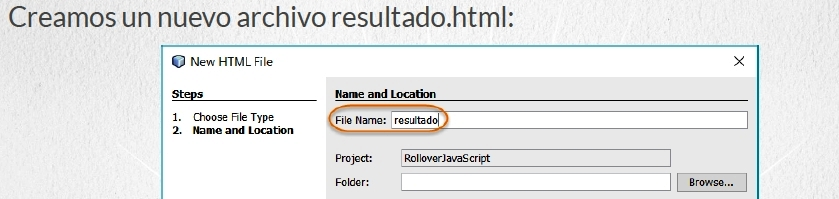 Creamos un nuevo archivo resultado.html:
New HTML File
Steps
1. Choose File Type
2. Name and Location
Name and Location
File Name: resultado
Project: RolloverJavaScript
Folder:
Browse...